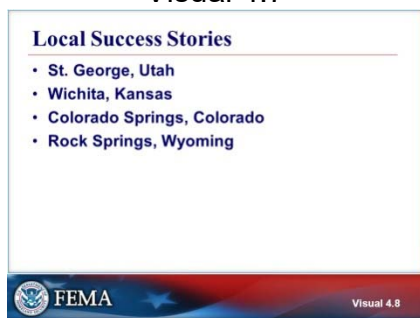 Local Success Stories
• St. George, Utah
• Wichita, Kansas
• Colorado Springs, Colorado
• Rock Springs, Wyoming
FEMA
Visual 4.8